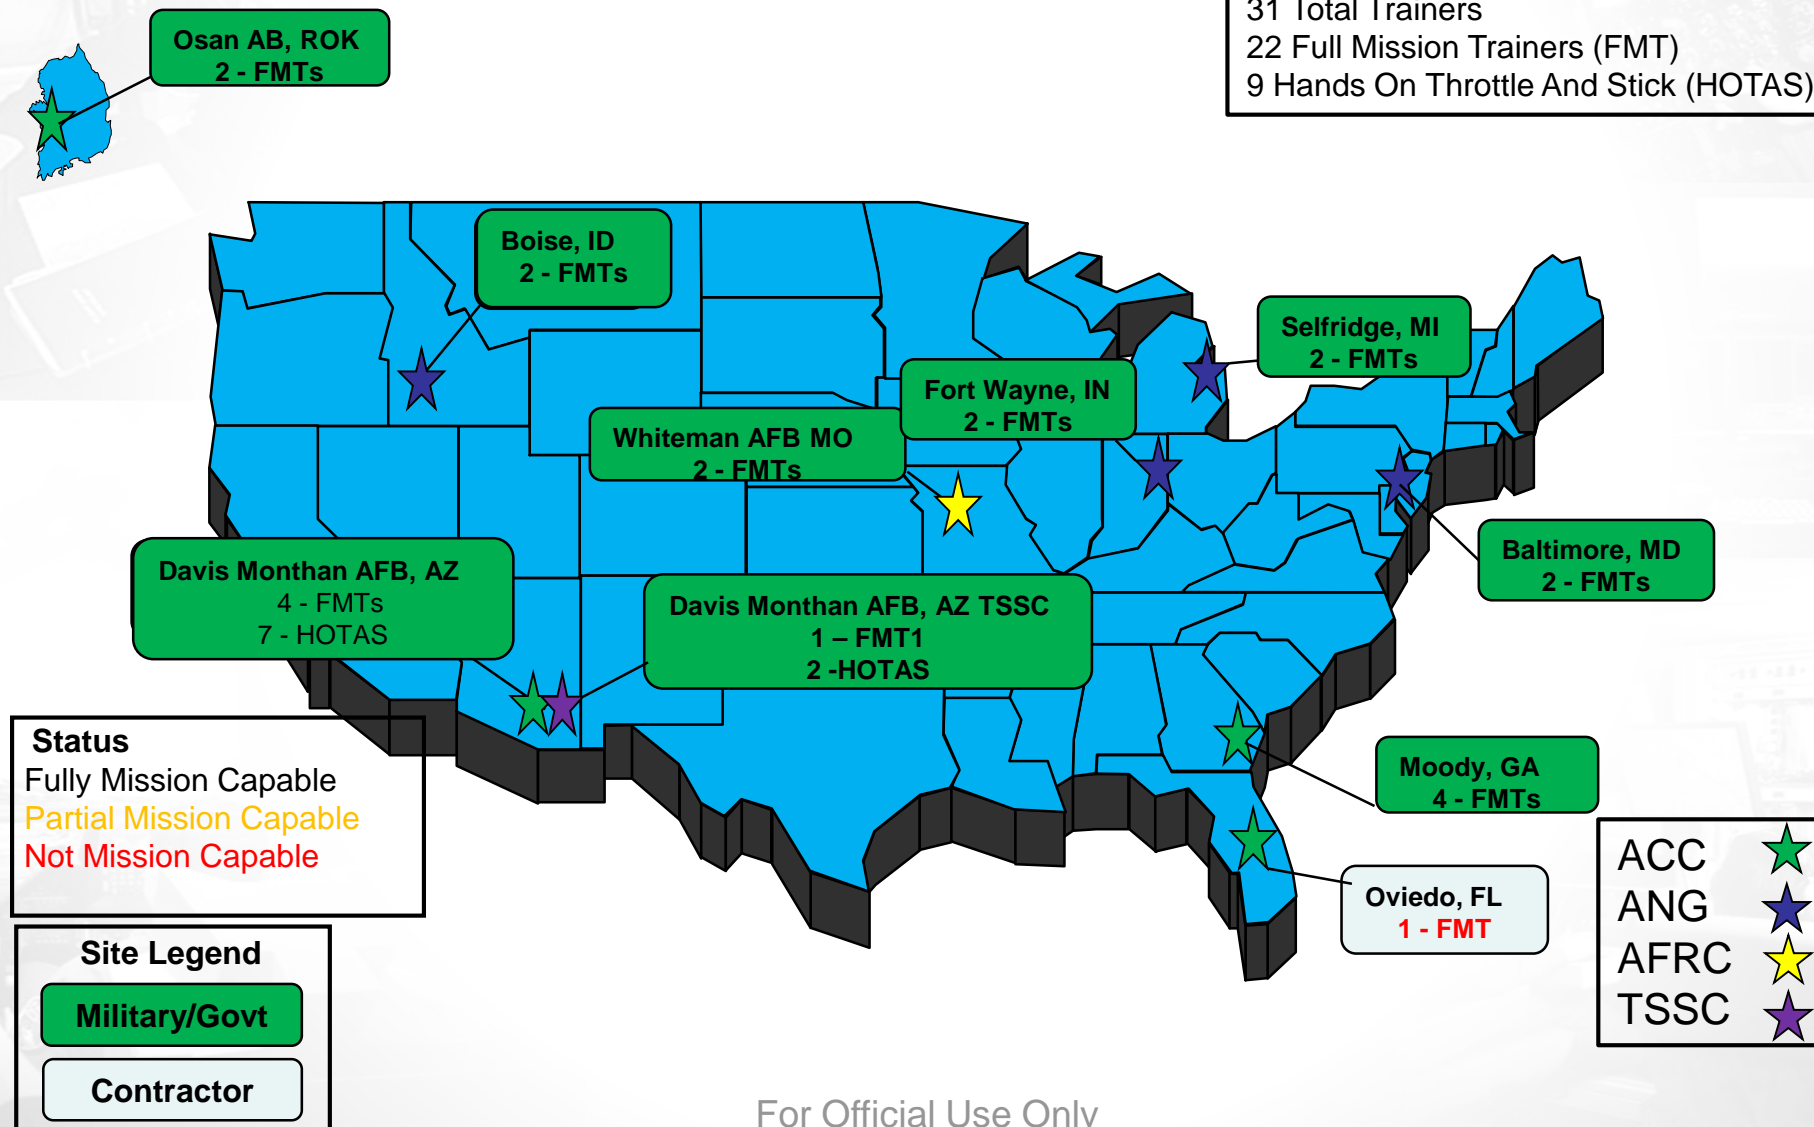 31 Total Trainers
22 Full Mission Trainers (FMT)
9 Hands On Throttle And Stick (HOTAS)
Osan AB, ROK
2 - FMTs
Boise, ID
2 - FMTs
Selfridge, MI
2 - FMTs
Fort Wayne, IN
2 - FMTs
Whiteman AFB MO
2 - FMTs
Baltimore, MD
2 - FMTs
Davis Monthan AFB, AZ
4 - FMTs
7 - HOTAS
Davis Monthan AFB, AZ TSSC
1 – FMT1
2 -HOTAS
Moody, GA
4 - FMTs
Oviedo, FL
1 - FMT
Status
Fully Mission Capable
Partial Mission Capable
Not Mission Capable
Site Legend
Military/Govt
Contractor
ACC
ANG
AFRC
TSSC
For Official Use Only